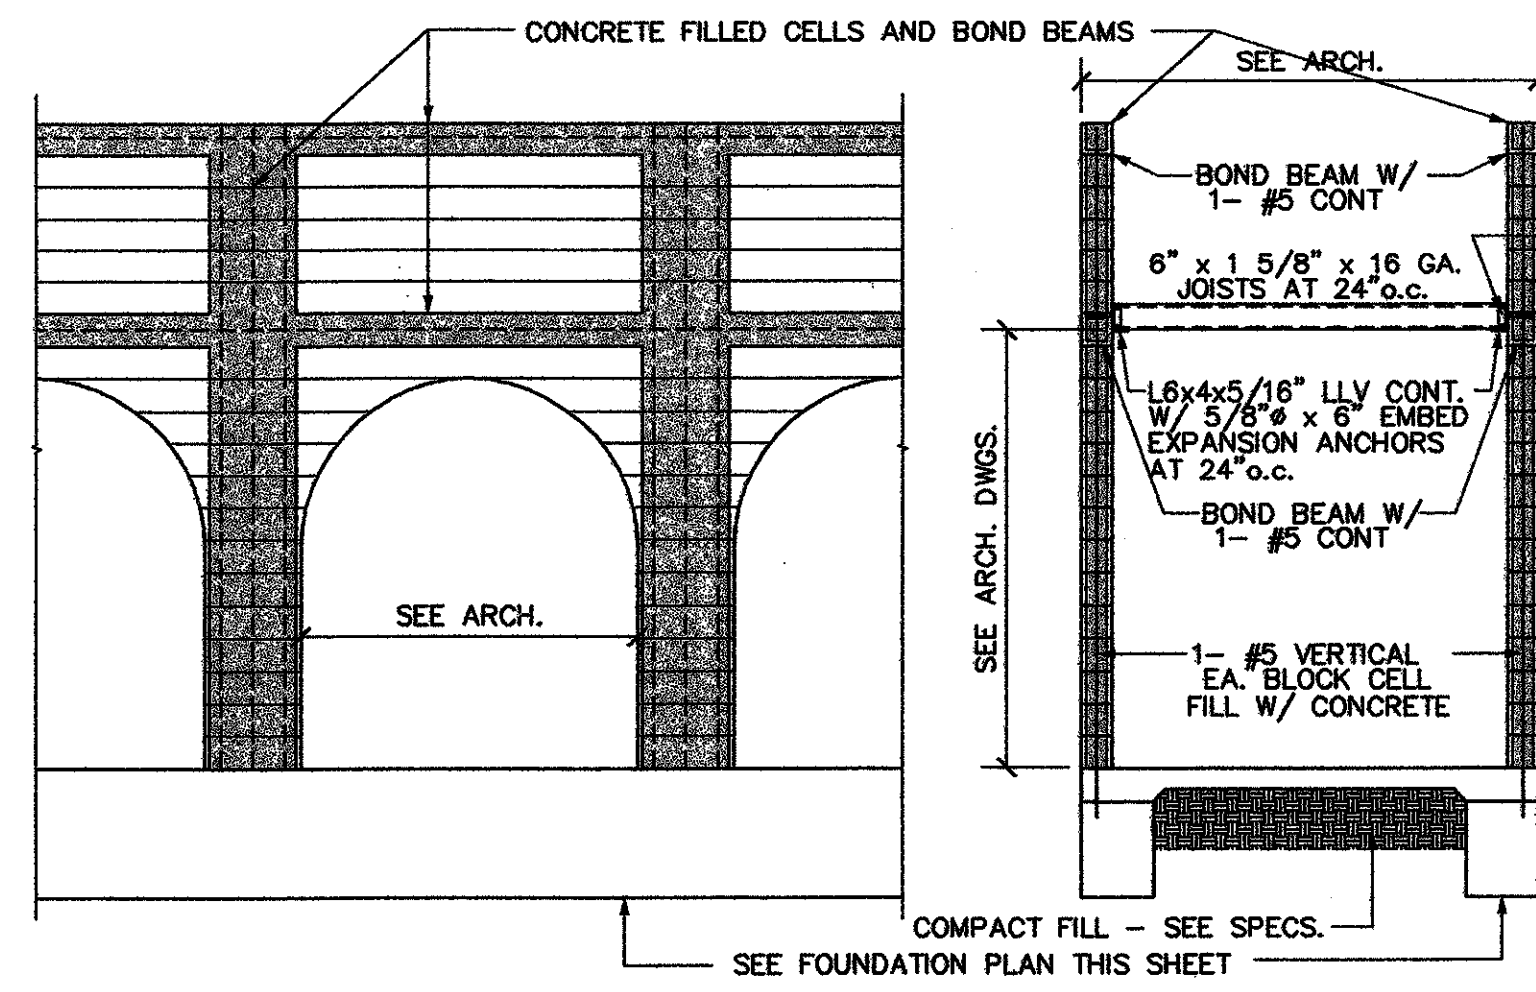 CONCRETE FILLED CELLS AND BOND BEAMS
SEE ARCH.
BOND BEAM W/
1- #5 CONT
6" x 1 5/8" x 16 GA.
JOISTS AT 24"o.c.
L6x4x5/16" LLV CONT.
W/ 5/8"ø x 6" EMBED
EXPANSION ANCHORS
AT 24"o.c.
BOND BEAM W/
1- #5 CONT
SEE ARCH. DWGS.
SEE ARCH.
1- #5 VERTICAL
EA. BLOCK CELL
FILL W/ CONCRETE
COMPACT FILL - SEE SPECS.
SEE FOUNDATION PLAN THIS SHEET